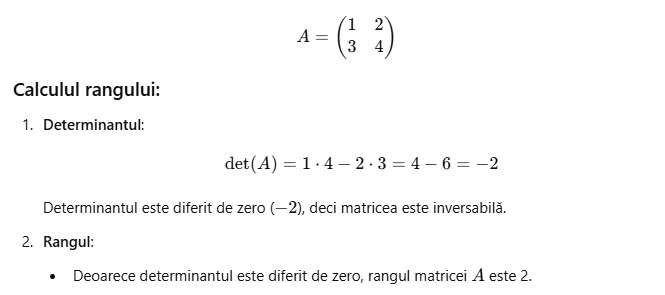 A = (1 2
3 4)
Calculul rangului:
1. Determinantul:
det(A) = 1 · 4 − 2 · 3 = 4 − 6 = −2
Determinantul este diferit de zero (−2), deci matricea este inversabilă.
2. Rangul:
• Deoarece determinantul este diferit de zero, rangul matricei A este 2.